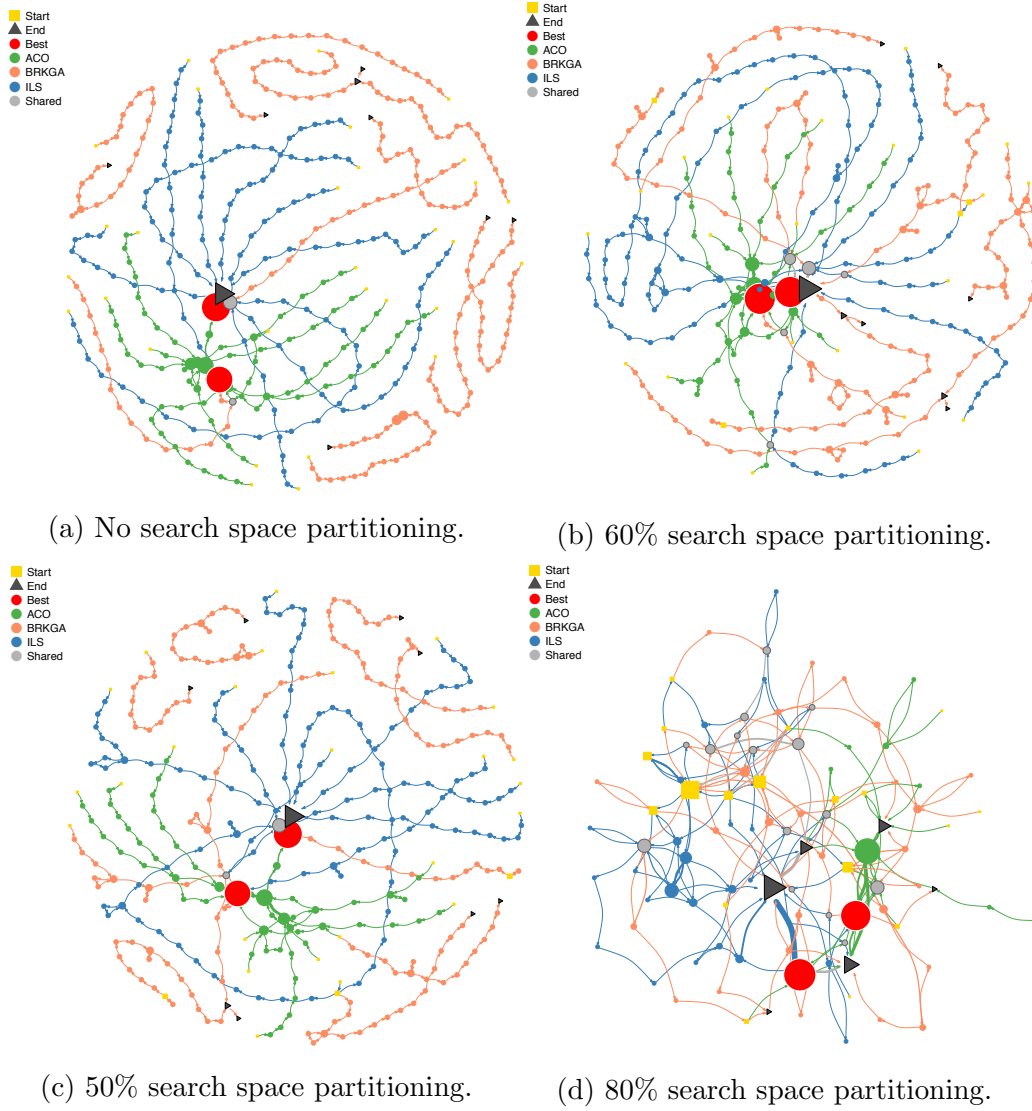 Start
End
Best
ACO
BRKGA
ILS
Shared
(a) No search space partitioning.
Start
End
Best
ACO
BRKGA
ILS
Shared
(b) 60% search space partitioning.
Start
End
Best
ACO
BRKGA
ILS
Shared
(c) 50% search space partitioning.
Start
End
Best
ACO
BRKGA
ILS
Shared
(d) 80% search space partitioning.